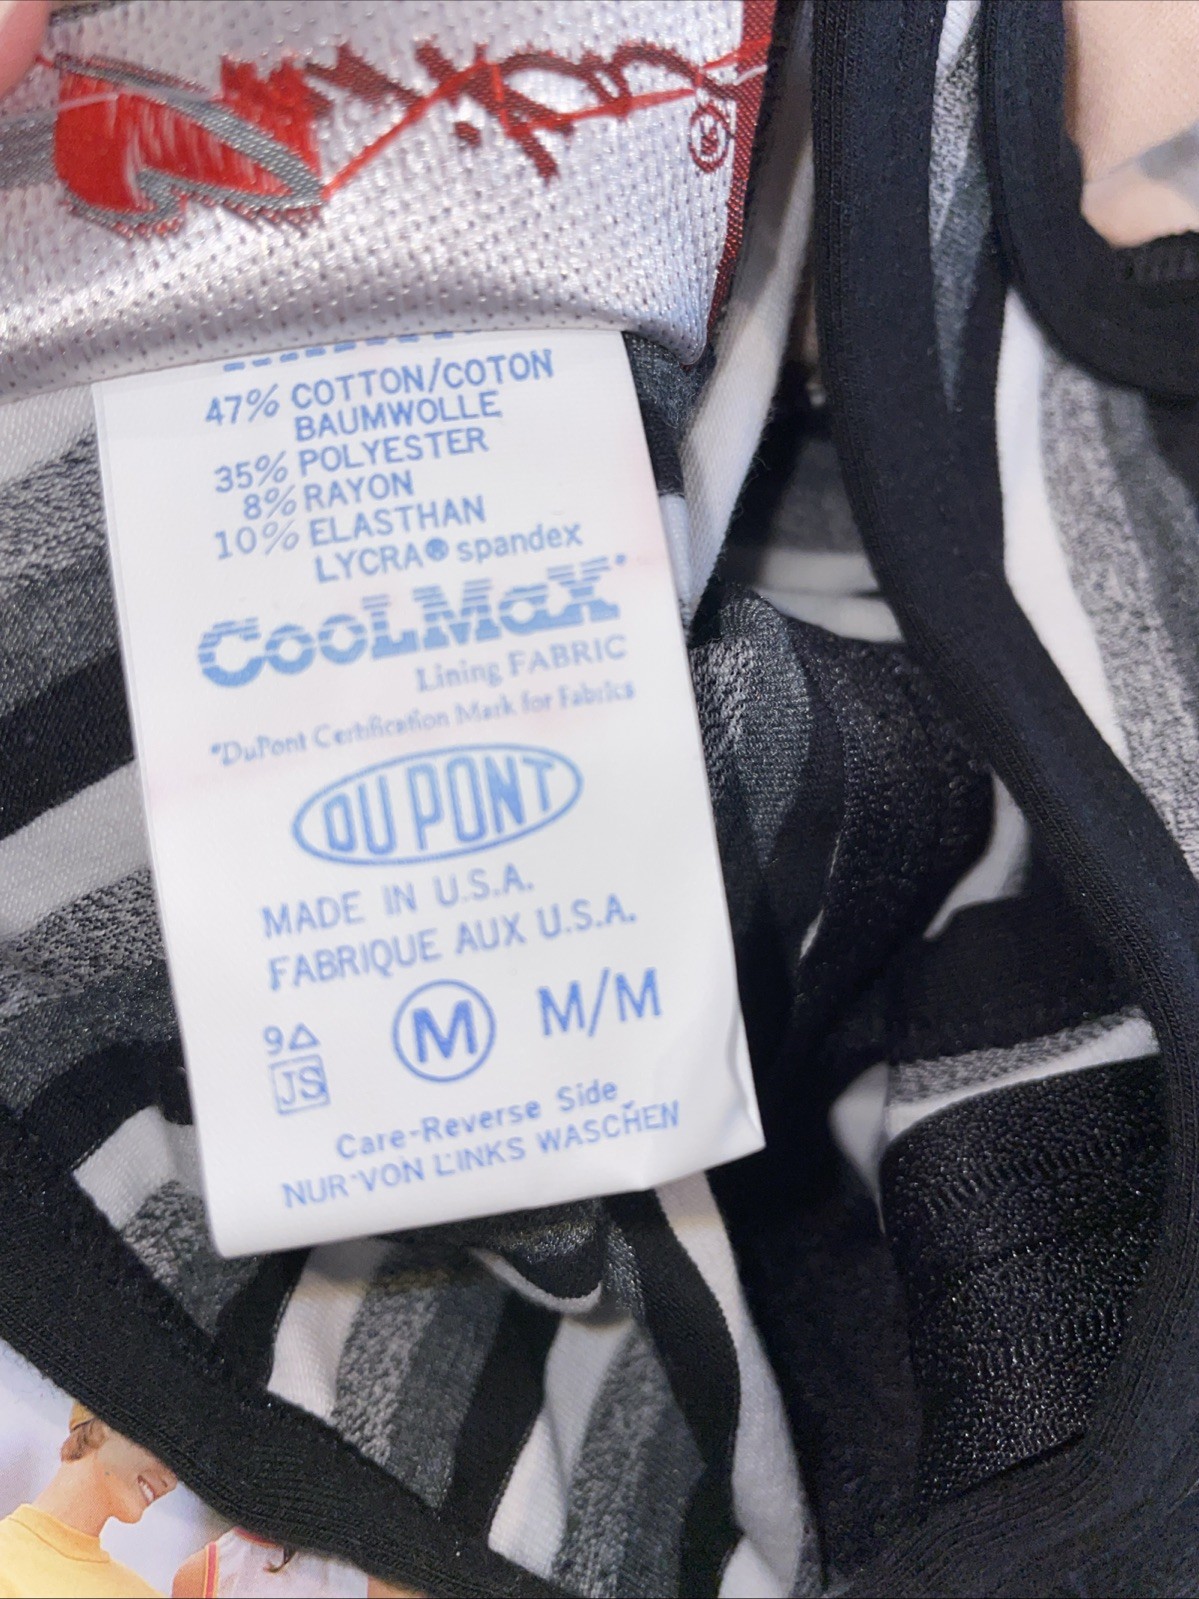 ®
47% COTTON/COTON
BAUMWOLLE
35% POLYESTER
8% RAYON
10% ELASTHAN
LYCRA® spandex
COOLMAX*
Lining FABRIC
*DuPont Certification Mark for Fabrics
DU PONT
MADE IN U.S.A.
FABRIQUE AUX U.S.A.
9△ M M/M
JS
Care-Reverse Side
NUR VON LINKS WASCHEN